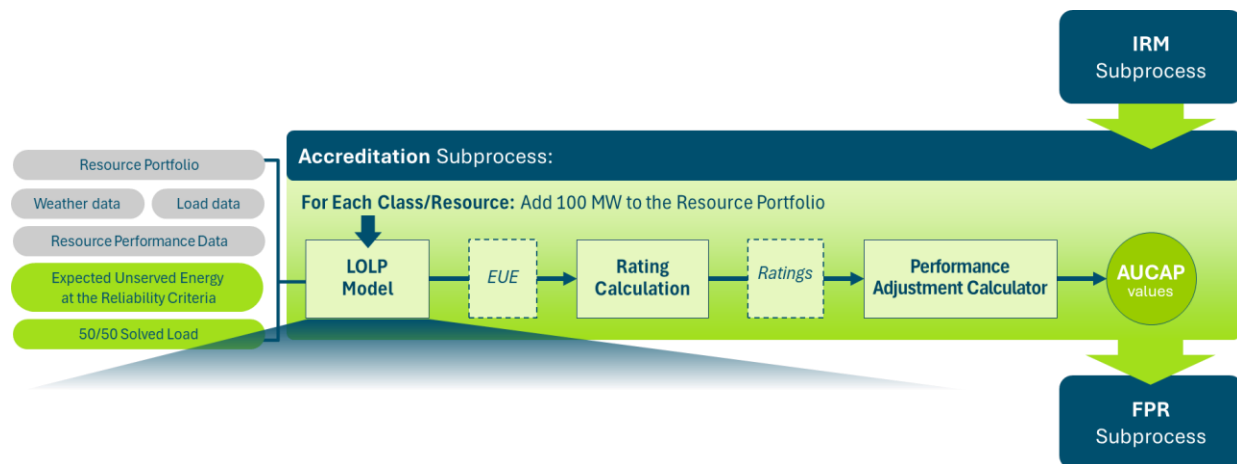 IRM
Subprocess
Accreditation Subprocess:
Resource Portfolio
Weather data
Load data
Resource Performance Data
Expected Unserved Energy
at the Reliability Criteria
50/50 Solved Load
For Each Class/Resource: Add 100 MW to the Resource Portfolio
LOLP
Model
EUE
Rating
Calculation
Ratings
Performance
Adjustment Calculator
AUCAP
values
FPR
Subprocess